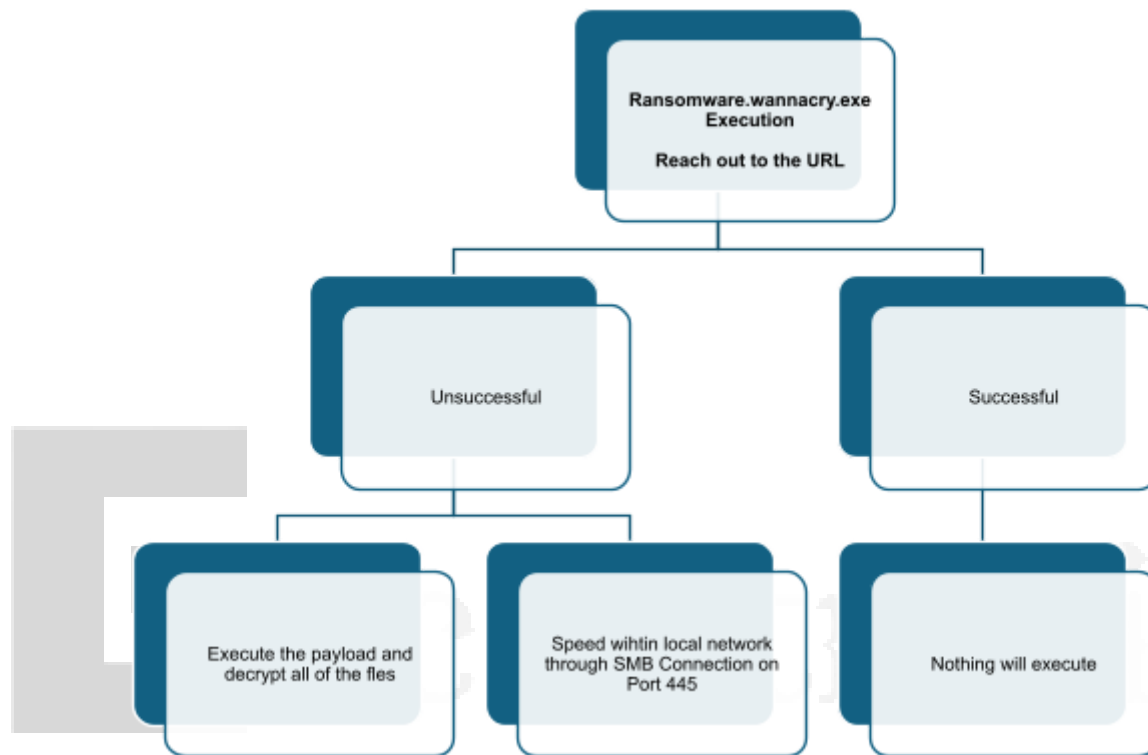 Ransomware.wannacry.exe
Execution
Reach out to the URL
Unsuccessful
Successful
Execute the payload and
decrypt all of the fles
Speed wihtin local network
through SMB Connection on
Port 445
Nothing will execute